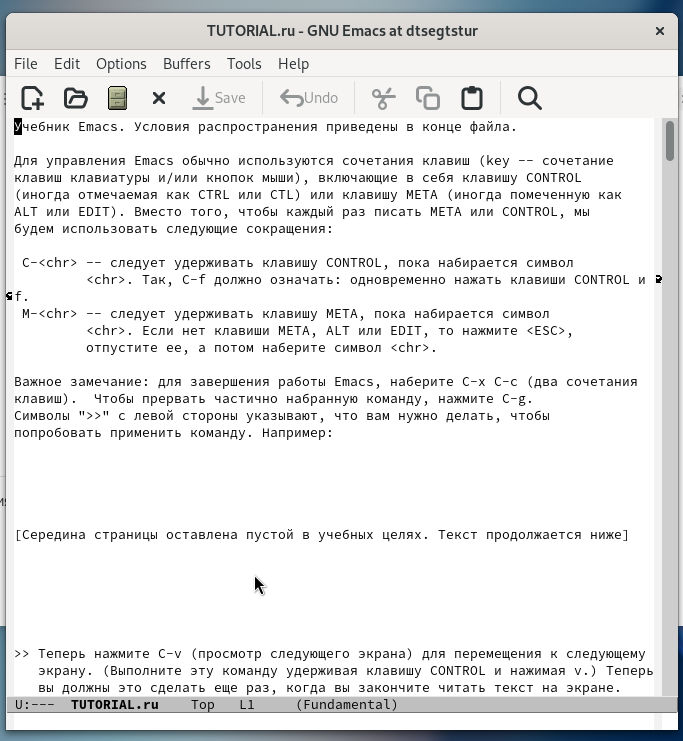 TUTORIAL.ru - GNU Emacs at dtsegtstur
File Edit Options Buffers Tools Help
Save Undo
Учебник Emacs. Условия распространения приведены в конце файла.
Для управления Emacs обычно используются сочетания клавиш (key -- сочетание
клавиш клавиатуры и/или кнопок мыши), включающие в себя клавишу CONTROL
(иногда отмечаемая как CTRL или CTL) или клавишу META (иногда помеченную как
ALT или EDIT). Вместо того, чтобы каждый раз писать META или CONTROL, мы
будем использовать следующие сокращения:
C-<chr> -- следует удерживать клавишу CONTROL, пока набирается символ
<chr>. Так, C-f должно означать: одновременно нажать клавиши CONTROL и
f.
M-<chr> -- следует удерживать клавишу META, пока набирается символ
<chr>. Если нет клавиши META, ALT или EDIT, то нажмите <ESC>,
отпустите ее, а потом наберите символ <chr>.
Важное замечание: для завершения работы Emacs, наберите C-x C-c (два сочетания
клавиш).  Чтобы прервать частично набранную команду, нажмите C-g.
Символы ">>" с левой стороны указывают, что вам нужно делать, чтобы
попробовать применить команду. Например:
[Середина страницы оставлена пустой в учебных целях. Текст продолжается ниже]
>> Теперь нажмите C-v (просмотр следующего экрана) для перемещения к следующему
экрану. (Выполните эту команду удерживая клавишу CONTROL и нажимая v.) Теперь
вы должны это сделать еще раз, когда вы закончите читать текст на экране.
U:--- TUTORIAL.ru Top L1 (Fundamental)